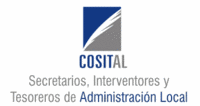 COSITAL
Secretarios, Interventores y
Tesoreros de Administración Local